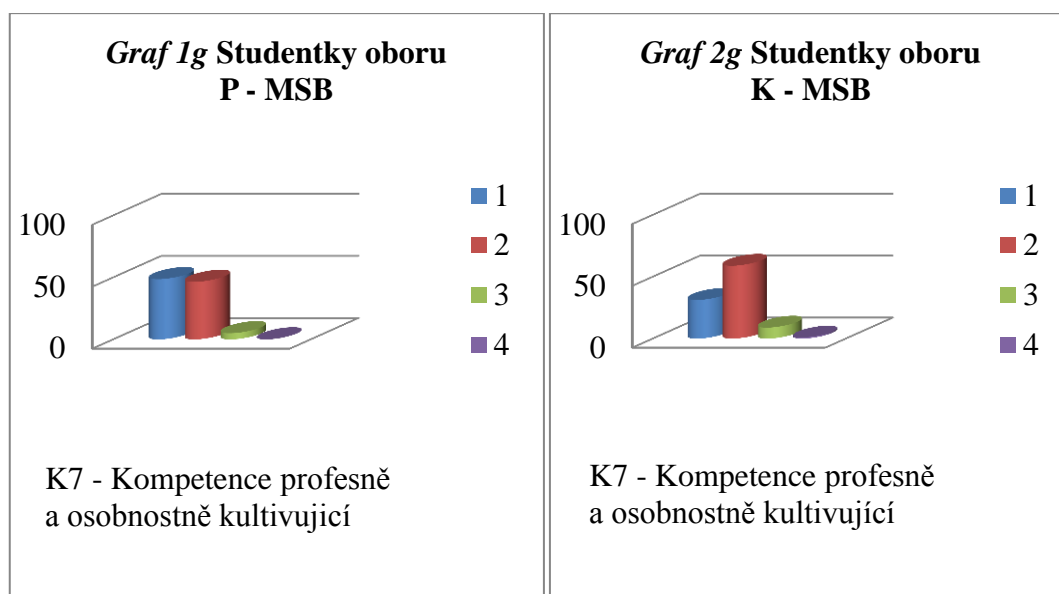 Graf 1g Studentky oboru
P - MSB
100
50
0
1
2
3
4
K7 - Kompetence profesně
a osobnostně kultivujicí
Graf 2g Studentky oboru
K - MSB
100
50
0
1
2
3
4
K7 - Kompetence profesně
a osobnostně kultivující